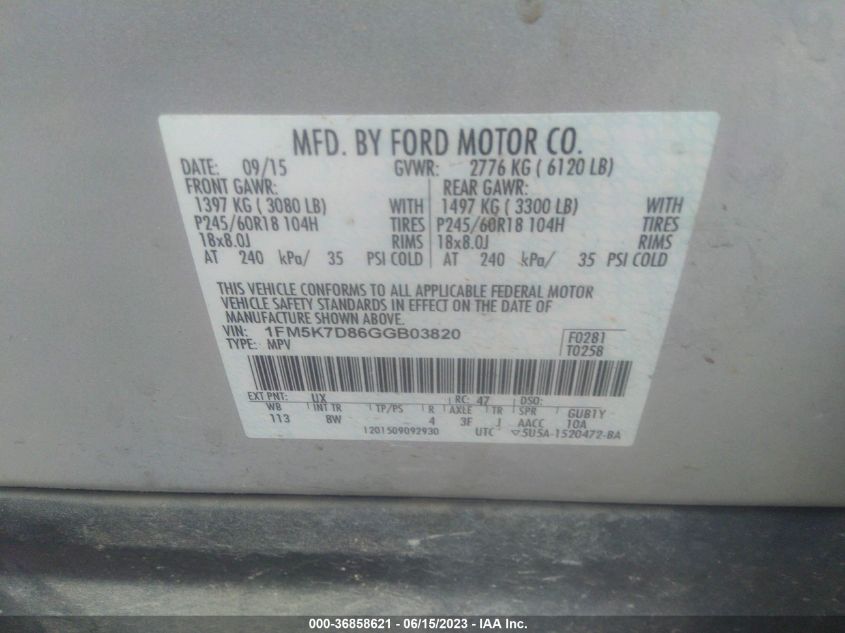 MFD. BY FORD MOTOR CO.
DATE: 09/15 GVWR: 2776 KG ( 6120 LB)
FRONT GAWR: REAR GAWR:
1397 KG ( 3080 LB) WITH 1497 KG ( 3300 LB) WITH
P245/60R18 104H TIRES P245/60R18 104H TIRES
18x8.0J RIMS 18x8.0J RIMS
AT 240 kPa/ 35 PSI COLD AT 240 kPa/ 35 PSI COLD
THIS VEHICLE CONFORMS TO ALL APPLICABLE FEDERAL MOTOR
VEHICLE SAFETY STANDARDS IN EFFECT ON THE DATE OF
MANUFACTURE SHOWN ABOVE.
VIN: 1FM5K7D86GGB03820 F0281
TYPE: MPV T0258
EXT PNT: UX RC: 47 DSO:
WB INT TR TP/PS R AXLE TR SPR GUB1Y
113 8W 4 3F J AACC 10A
1201509092930 UTC 5U5A-1520472-BA
000-36858621 - 06/15/2023 - IAA Inc.